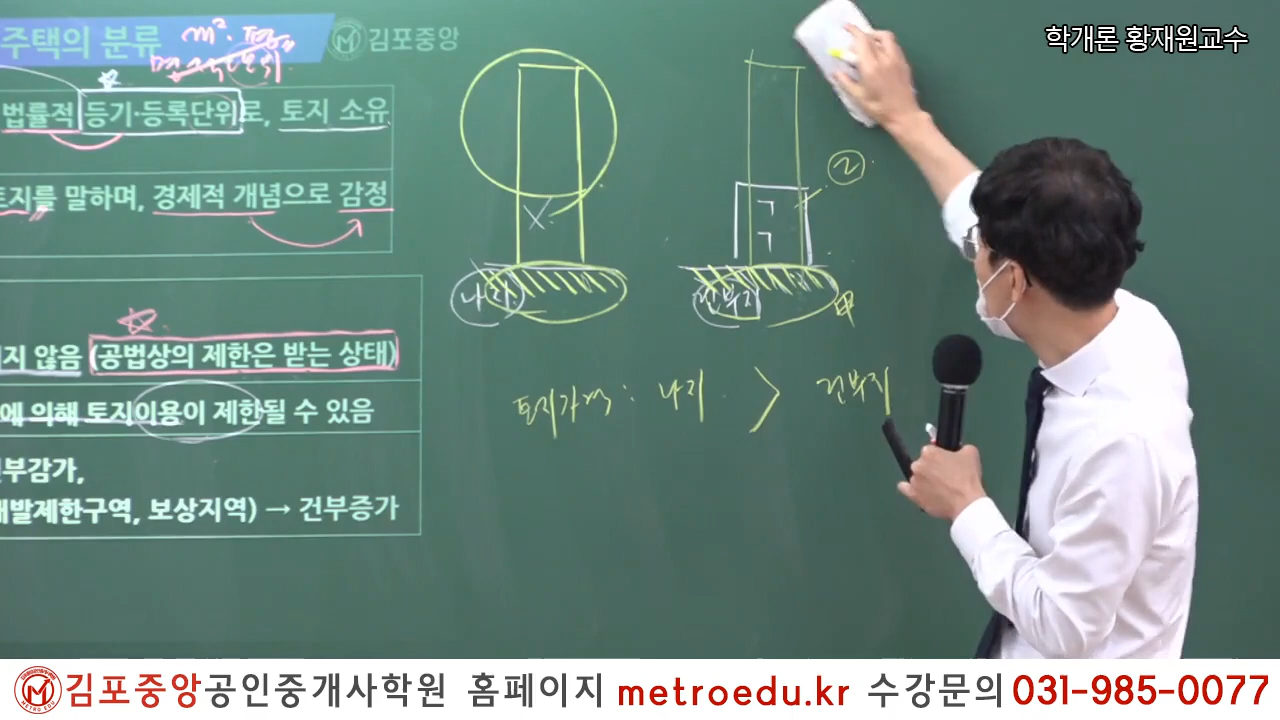 학개론 황재원교수
주택의 분류
m². 평.
김포중앙
법률적 등기·등록단위로, 토지 소유
토지를 말하며, 경제적 개념으로 감정
지 않음 (공법상의 제한은 받는 상태)
에 의해 토지이용이 제한될 수 있음
부감가,
개발제한구역, 보상지역) → 건부증가
2
X
ㄱ
ㄱ
나지
건부지
甲
토지가격: 나지 > 건부지
METRO EDU
김포중앙공인중개사학원 홈페이지 metroedu.kr 수강문의 031-985-0077